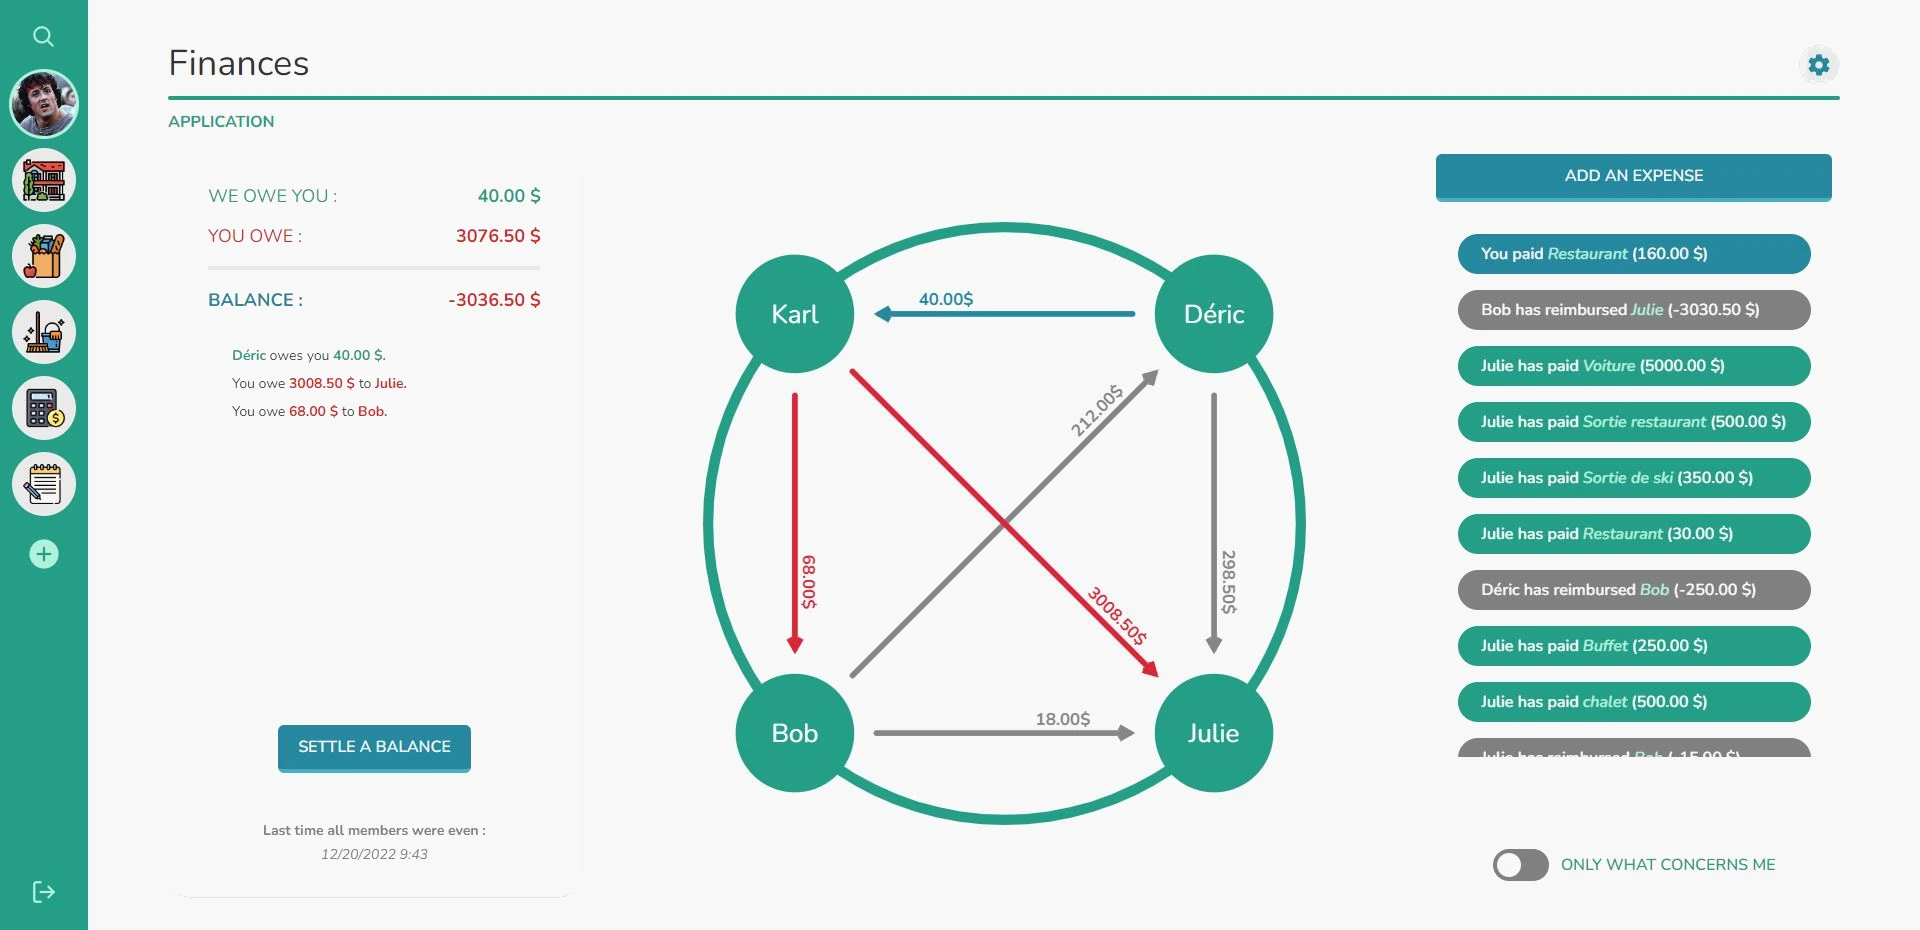 Finances
APPLICATION
WE OWE YOU : 40.00 $
YOU OWE : 3076.50 $
BALANCE : -3036.50 $
Déric owes you 40.00 $.
You owe 3008.50 $ to Julie.
You owe 68.00 $ to Bob.
SETTLE A BALANCE
Last time all members were even :
12/20/2022 9:43
Karl
40.00$
Déric
212.00$
68.00$
298.50$
3008.50$
Bob
18.00$
Julie
ADD AN EXPENSE
You paid Restaurant (160.00 $)
Bob has reimbursed Julie (-3030.50 $)
Julie has paid Voiture (5000.00 $)
Julie has paid Sortie restaurant (500.00 $)
Julie has paid Sortie de ski (350.00 $)
Julie has paid Restaurant (30.00 $)
Déric has reimbursed Bob (-250.00 $)
Julie has paid Buffet (250.00 $)
Julie has paid chalet (500.00 $)
Julie has reimbursed Bob (-15.00 $)
ONLY WHAT CONCERNS ME